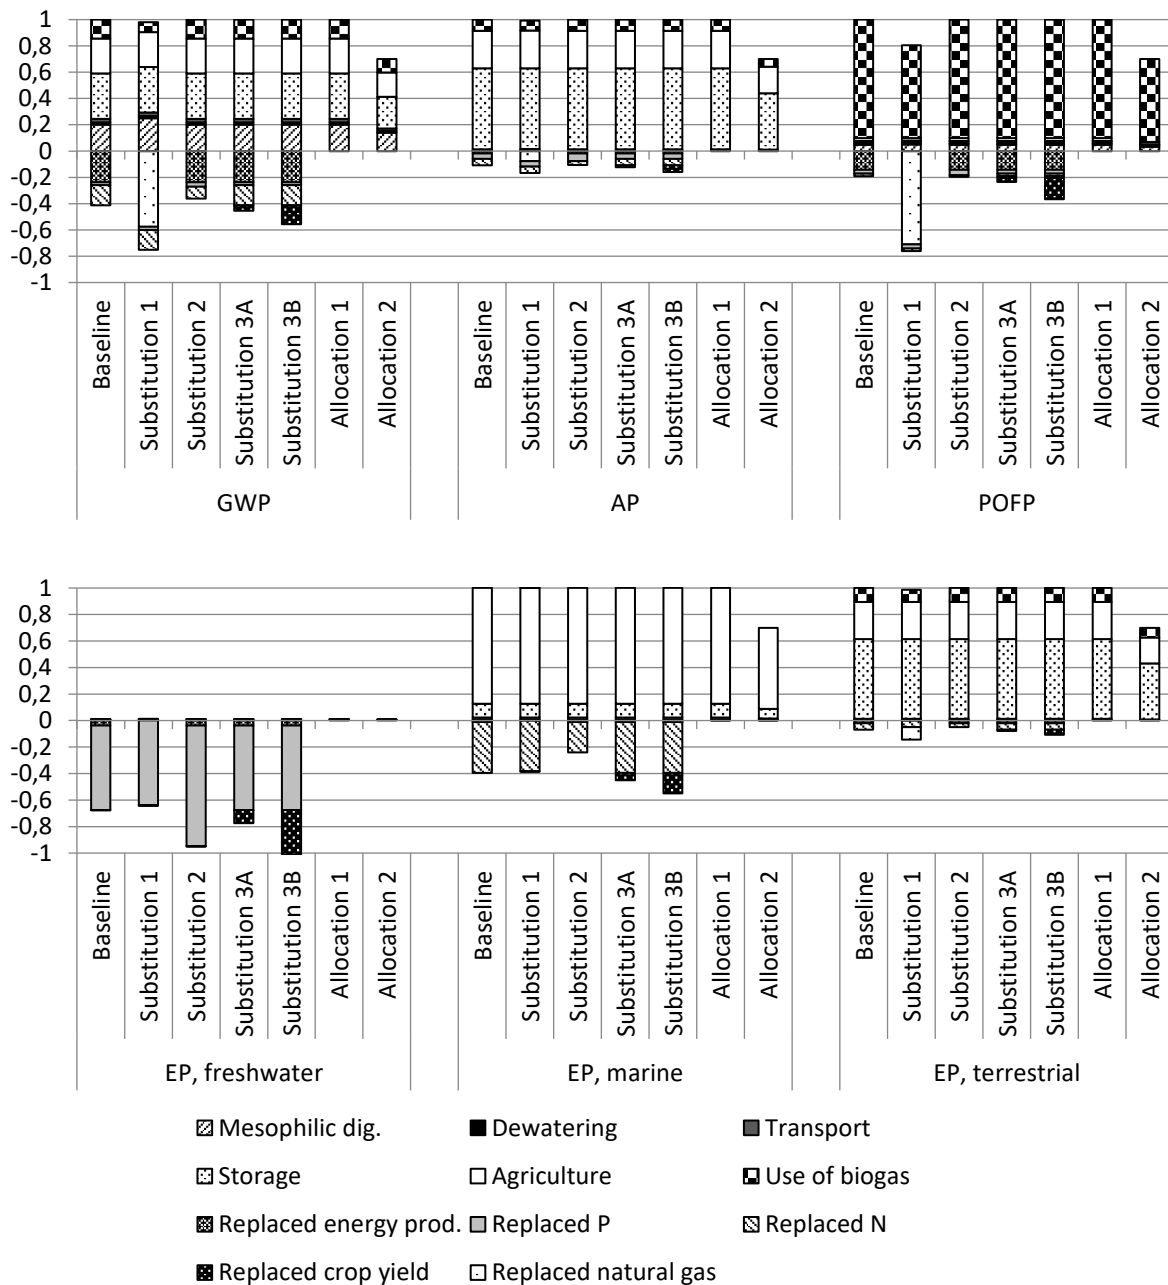 1
0,8
0,6
0,4
0,2
0
-0,2
-0,4
-0,6
-0,8
-1
Baseline
Substitution 1
Substitution 2
Substitution 3A
Substitution 3B
Allocation 1
Allocation 2
Baseline
Substitution 1
Substitution 2
Substitution 3A
Substitution 3B
Allocation 1
Allocation 2
Baseline
Substitution 1
Substitution 2
Substitution 3A
Substitution 3B
Allocation 1
Allocation 2
GWP
AP
POFP
1
0,8
0,6
0,4
0,2
0
-0,2
-0,4
-0,6
-0,8
-1
Baseline
Substitution 1
Substitution 2
Substitution 3A
Substitution 3B
Allocation 1
Allocation 2
Baseline
Substitution 1
Substitution 2
Substitution 3A
Substitution 3B
Allocation 1
Allocation 2
Baseline
Substitution 1
Substitution 2
Substitution 3A
Substitution 3B
Allocation 1
Allocation 2
EP, freshwater
EP, marine
EP, terrestrial
Mesophilic dig.
Dewatering
Transport
Storage
Agriculture
Use of biogas
Replaced energy prod.
Replaced P
Replaced N
Replaced crop yield
Replaced natural gas